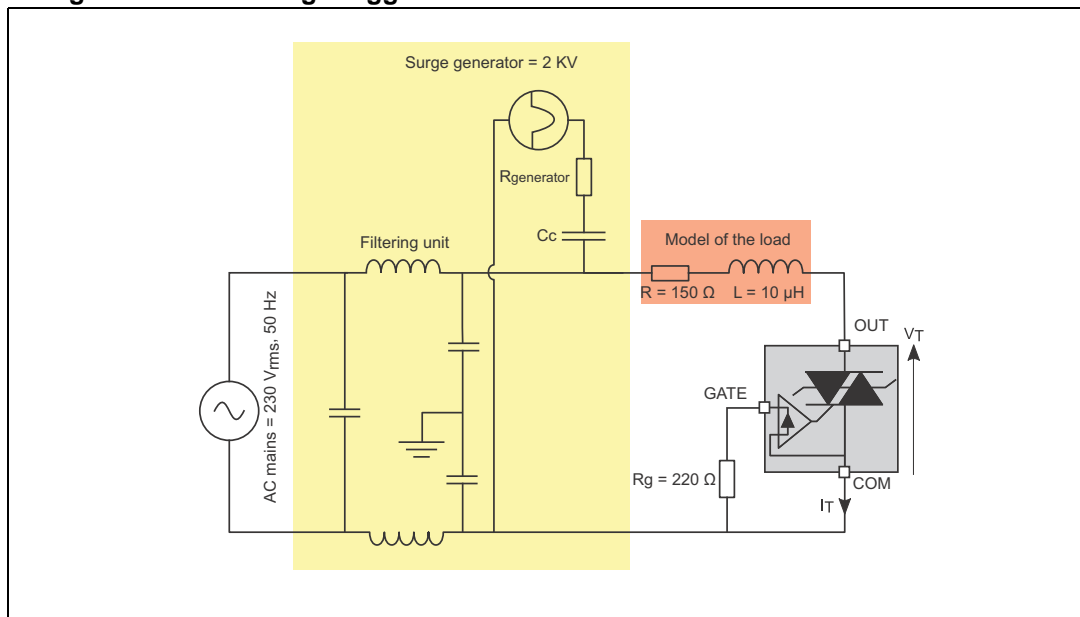 Surge generator = 2 KV
Rgenerator
Cc
Filtering unit
Model of the load
R = 150 Ω L = 10 µH
AC mains = 230 Vrms, 50 Hz
OUT
VT
GATE
Rg = 220 Ω
COM
IT